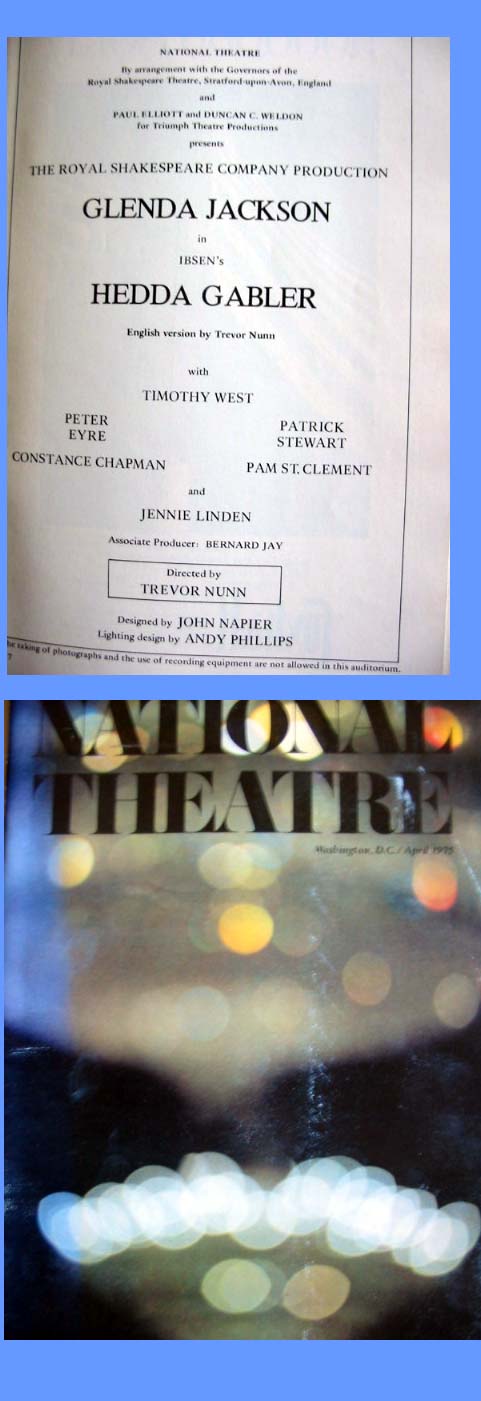 NATIONAL THEATRE
By arrangement with the Governors of the
Royal Shakespeare Theatre, Stratford-upon-Avon, England
and
PAUL ELLIOTT and DUNCAN C. WELDON
for Triumph Theatre Productions
presents
THE ROYAL SHAKESPEARE COMPANY PRODUCTION
GLENDA JACKSON
in
IBSEN's
HEDDA GABLER
English version by Trevor Nunn
with
TIMOTHY WEST
PETER
EYRE
PATRICK
STEWART
CONSTANCE CHAPMAN
PAM ST. CLEMENT
and
JENNIE LINDEN
Associate Producer: BERNARD JAY
Directed by
TREVOR NUNN
Designed by JOHN NAPIER
Lighting design by ANDY PHILLIPS
he taking of photographs and the use of recording equipment are not allowed in this auditorium.
7
NATIONAL
THEATRE
Washington, D.C. / April 1975